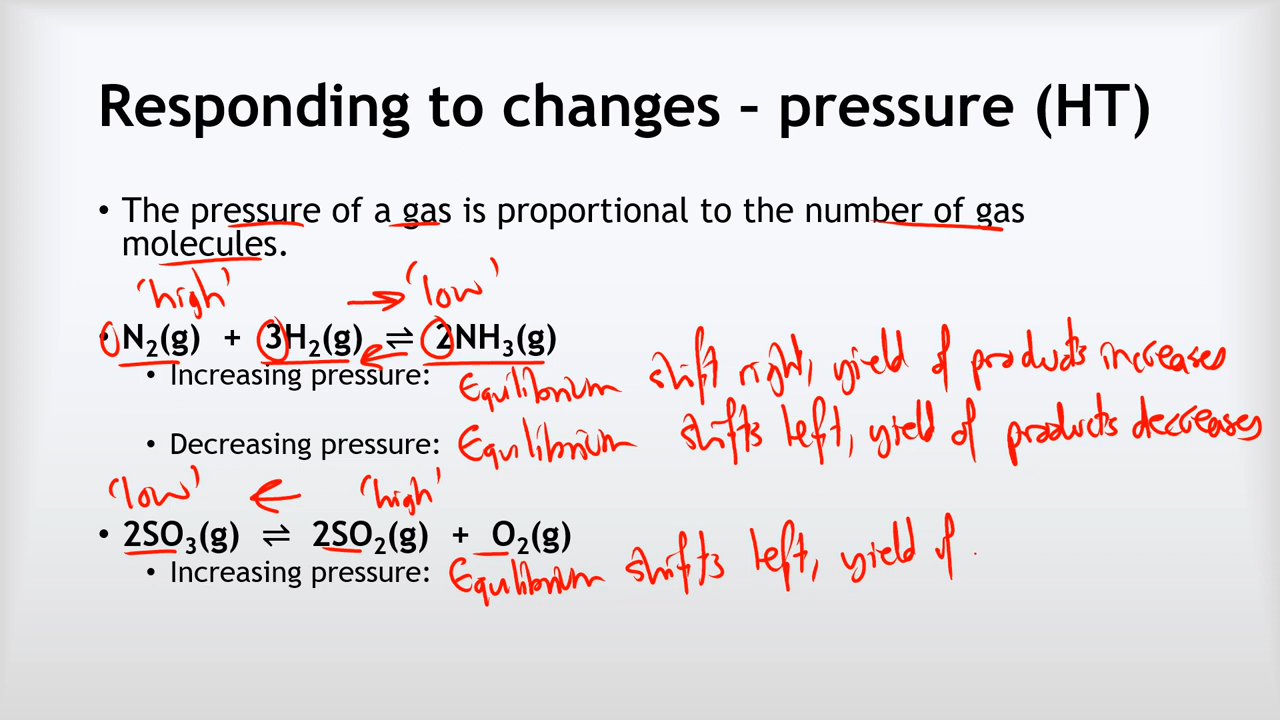 Responding to changes – pressure (HT)
• The pressure of a gas is proportional to the number of gas
molecules.
'high' → 'low'
• N₂(g) + 3H₂(g) ⇌ 2NH₃(g)
• Increasing pressure: Equilibrium shift right, yield of products increases
• Decreasing pressure: Equilibrium shifts left, yield of products decreases
'low' ← 'high'
• 2SO₃(g) ⇌ 2SO₂(g) + O₂(g)
• Increasing pressure: Equilibrium shifts left, yield of